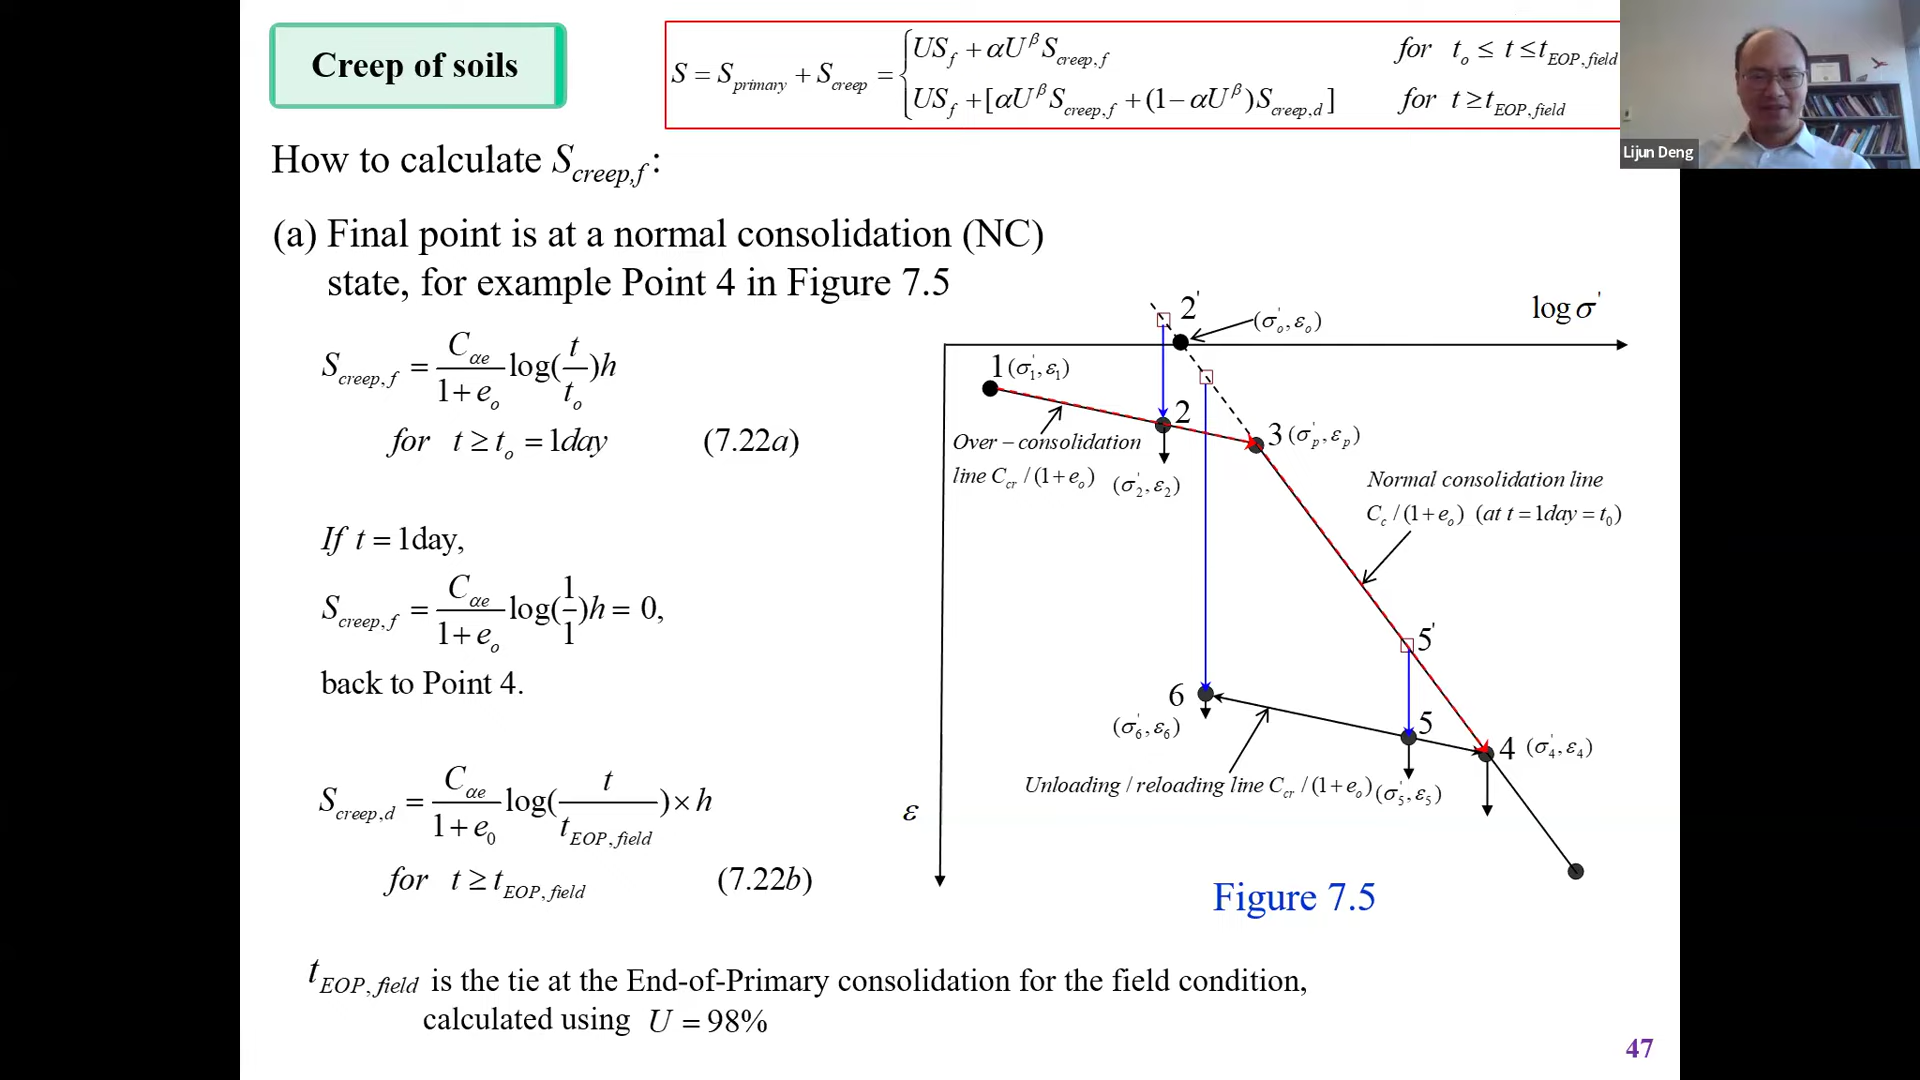 Creep of soils
S = S_primary + S_creep = { US_f + αU^β S_creep,f for t_o ≤ t ≤ t_EOP,field
US_f + [αU^β S_creep,f + (1−αU^β)S_creep,d] for t ≥ t_EOP,field
Lijun Deng
How to calculate S_creep,f:
(a) Final point is at a normal consolidation (NC)
state, for example Point 4 in Figure 7.5
S_creep,f = C_αe / (1+e_o) log(t/t_o)h
for t ≥ t_o = 1day (7.22a)
If t = 1day,
S_creep,f = C_αe / (1+e_o) log(1/1)h = 0,
back to Point 4.
S_creep,d = C_αe / (1+e_0) log(t / t_EOP,field) × h
for t ≥ t_EOP,field (7.22b)
t_EOP,field is the tie at the End-of-Primary consolidation for the field condition,
calculated using U = 98%
log σ'
2'
(σ'_o, ε_o)
1 (σ'_1, ε_1)
2
(σ'_2, ε_2)
3 (σ'_p, ε_p)
Over − consolidation
line C_cr / (1+e_o)
Normal consolidation line
C_c / (1+e_o) (at t = 1day = t_0)
5'
6
(σ'_6, ε_6)
5
(σ'_5, ε_5)
4 (σ'_4, ε_4)
Unloading / reloading line C_cr / (1+e_o)
ε
Figure 7.5
47